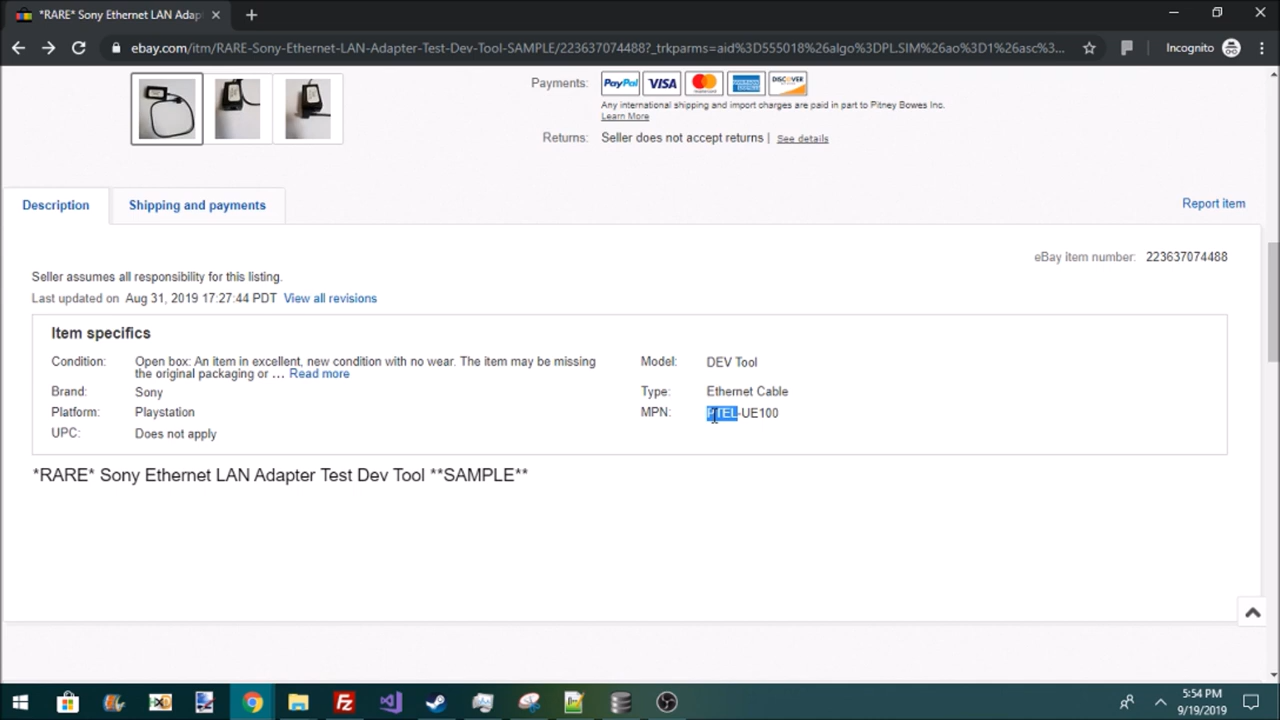 *RARE* Sony Ethernet LAN Adap
ebay.com/itm/RARE-Sony-Ethernet-LAN-Adapter-Test-Dev-Tool-SAMPLE/223637074488?_trkparms=aid%3D555018%26algo%3DPL.SIM%26ao%3D1%26asc%3...
Incognito
Payments: PayPal VISA
Any international shipping and import charges are paid in part to Pitney Bowes Inc.
Learn More
Returns: Seller does not accept returns | See details
Description
Shipping and payments
Report item
eBay item number: 223637074488
Seller assumes all responsibility for this listing.
Last updated on Aug 31, 2019 17:27:44 PDT View all revisions
Item specifics
Condition: Open box: An item in excellent, new condition with no wear. The item may be missing
the original packaging or ... Read more
Model: DEV Tool
Brand: Sony
Type: Ethernet Cable
Platform: Playstation
MPN: PTEL-UE100
UPC: Does not apply
*RARE* Sony Ethernet LAN Adapter Test Dev Tool **SAMPLE**
5:54 PM
9/19/2019